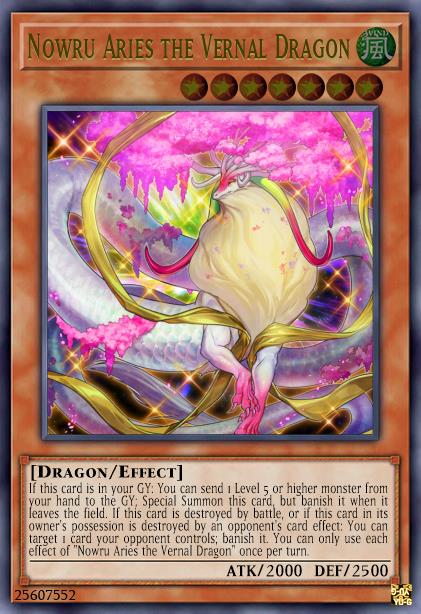 Nowru Aries the Vernal Dragon
WIND
風
[Dragon/Effect]
If this card is in your GY: You can send 1 Level 5 or higher monster from
your hand to the GY; Special Summon this card, but banish it when it
leaves the field. If this card is destroyed by battle, or if this card in its
owner's possession is destroyed by an opponent's card effect: You can
target 1 card your opponent controls; banish it. You can only use each
effect of "Nowru Aries the Vernal Dragon" once per turn.
ATK/2000 DEF/2500
25607552